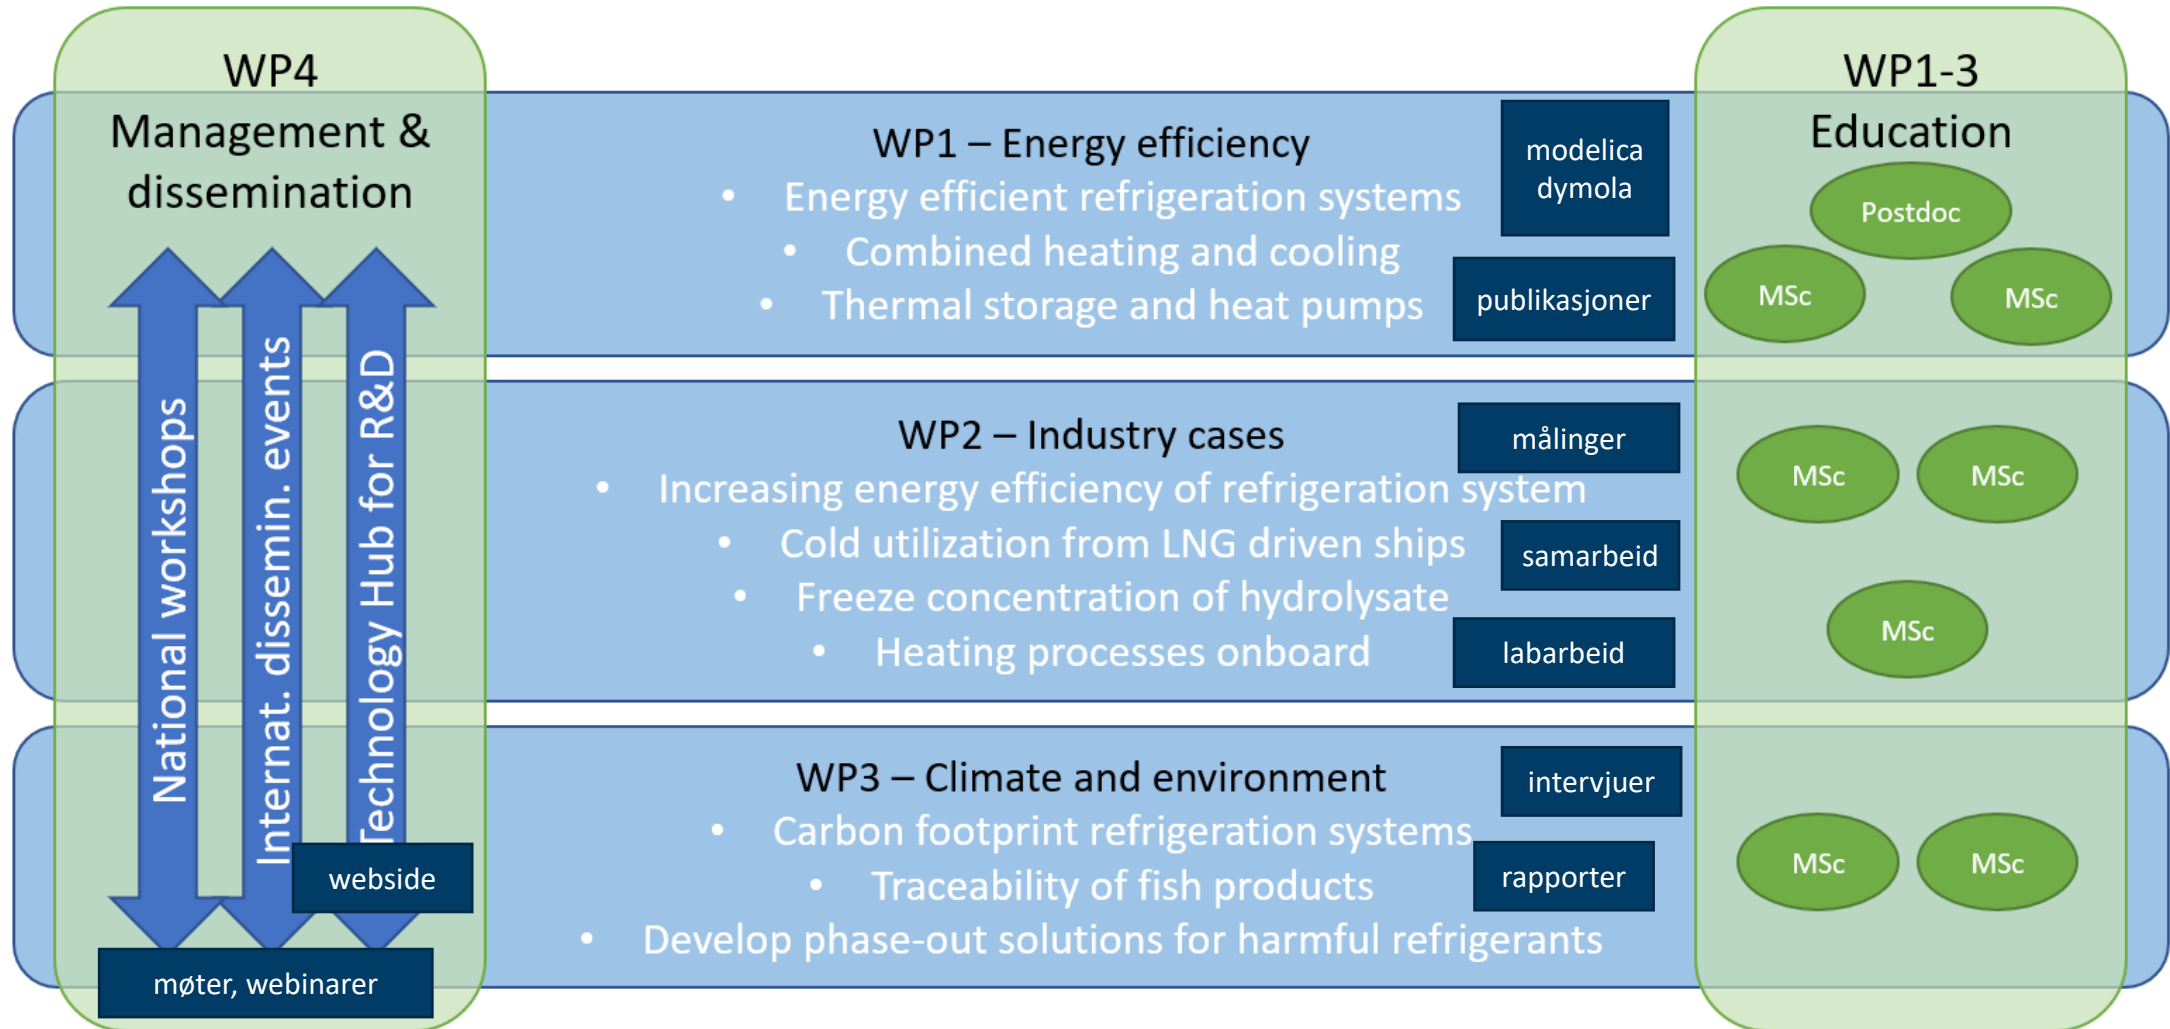 WP4
Management &
dissemination
National workshops
Internat. dissemin. events
Technology Hub for R&D
webside
møter, webinarer
WP1 – Energy efficiency
• Energy efficient refrigeration systems
• Combined heating and cooling
• Thermal storage and heat pumps
modelica
dymola
publikasjoner
WP2 – Industry cases
• Increasing energy efficiency of refrigeration system
• Cold utilization from LNG driven ships
• Freeze concentration of hydrolysate
• Heating processes onboard
målinger
samarbeid
labarbeid
WP3 – Climate and environment
• Carbon footprint refrigeration systems
• Traceability of fish products
• Develop phase-out solutions for harmful refrigerants
intervjuer
rapporter
WP1-3
Education
Postdoc
MSc
MSc
MSc
MSc
MSc
MSc
MSc